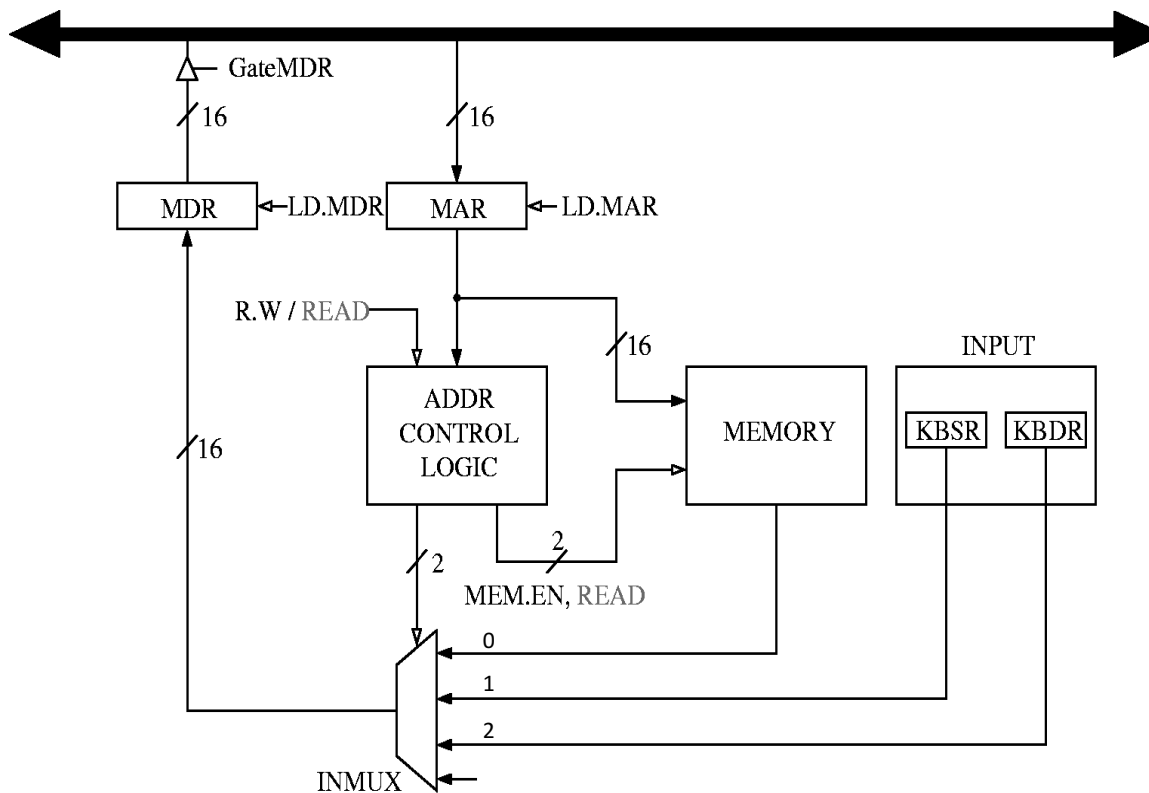 GateMDR
16
16
MDR
LD.MDR
MAR
LD.MAR
R.W / READ
16
INPUT
ADDR
CONTROL
LOGIC
MEMORY
KBSR
KBDR
16
2
2
MEM.EN, READ
0
1
2
INMUX